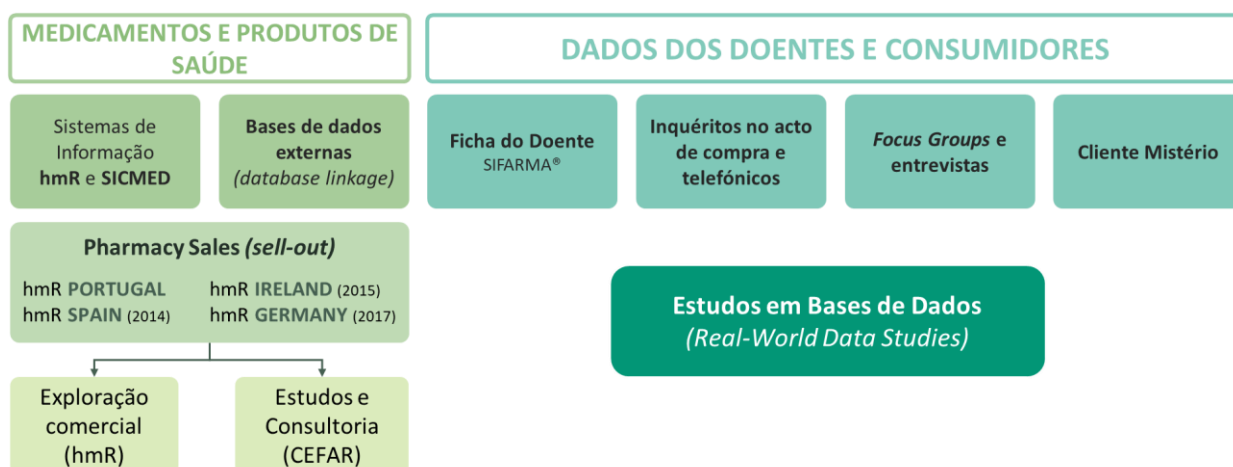 MEDICAMENTOS E PRODUTOS DE
SAÚDE
DADOS DOS DOENTES E CONSUMIDORES
Sistemas de
Informação
hmR e SICMED
Bases de dados
externas
(database linkage)
Ficha do Doente
SIFARMA®
Inquéritos no acto
de compra e
telefónicos
Focus Groups e
entrevistas
Cliente Mistério
Pharmacy Sales (sell-out)
hmR PORTUGAL
hmR IRELAND (2015)
hmR SPAIN (2014)
hmR GERMANY (2017)
Estudos em Bases de Dados
(Real-World Data Studies)
Exploração
comercial
(hmR)
Estudos e
Consultoria
(CEFAR)